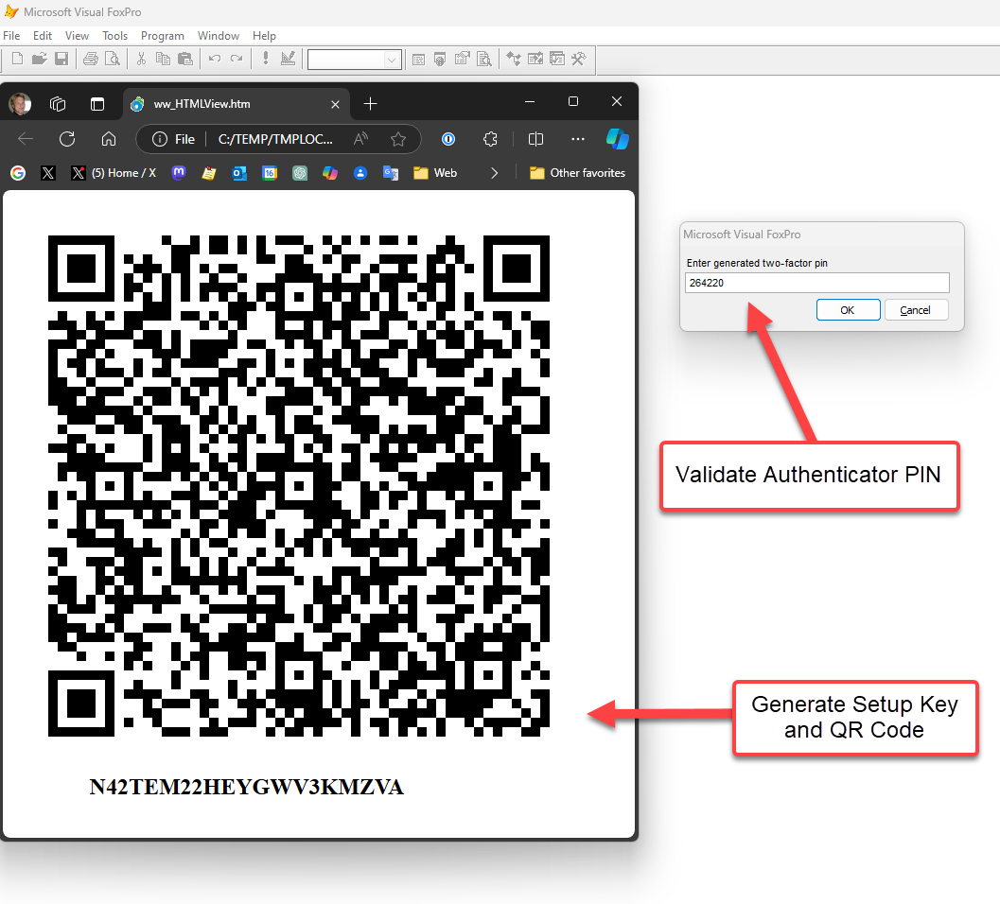 Microsoft Visual FoxPro
File Edit View Tools Program Window Help
ww_HTMLView.htm
File C:/TEMP/TMPLOC...
(5) Home / X
16
Web
Other favorites
Microsoft Visual FoxPro
Enter generated two-factor pin
264220
OK Cancel
Validate Authenticator PIN
Generate Setup Key
and QR Code
N42TEM22HEYGWV3KMZVA